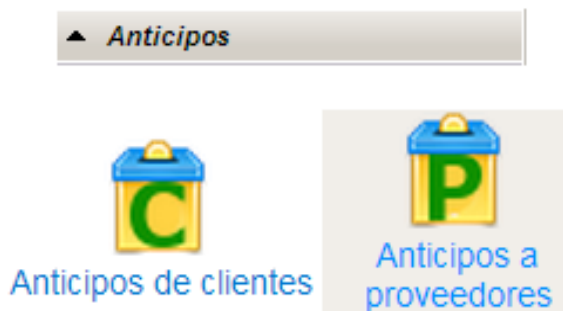 Anticipos
C
P
Anticipos de clientes
Anticipos a
proveedores